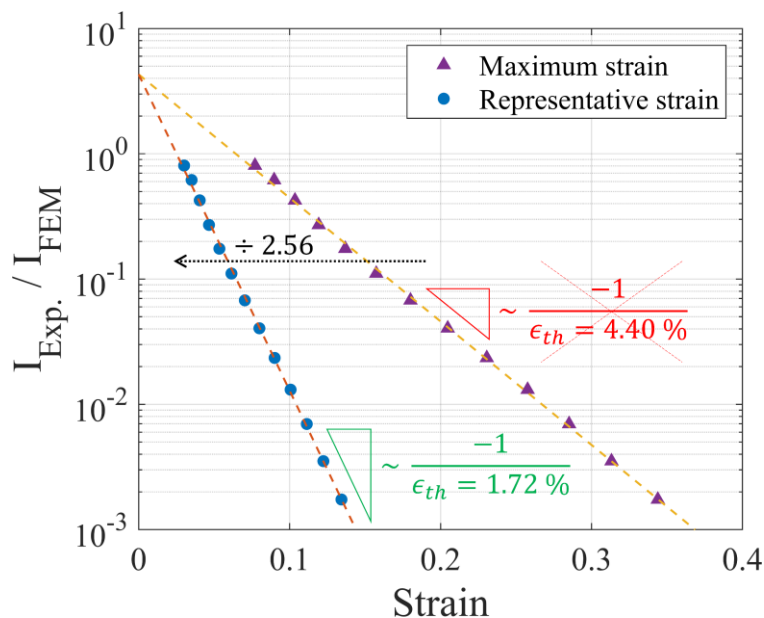 10^1
10^0
10^-1
10^-2
10^-3
I_Exp. / I_FEM
Maximum strain
Representative strain
÷ 2.56
~ −1
ϵ_th = 4.40 %
~ −1
ϵ_th = 1.72 %
0 0.1 0.2 0.3 0.4
Strain